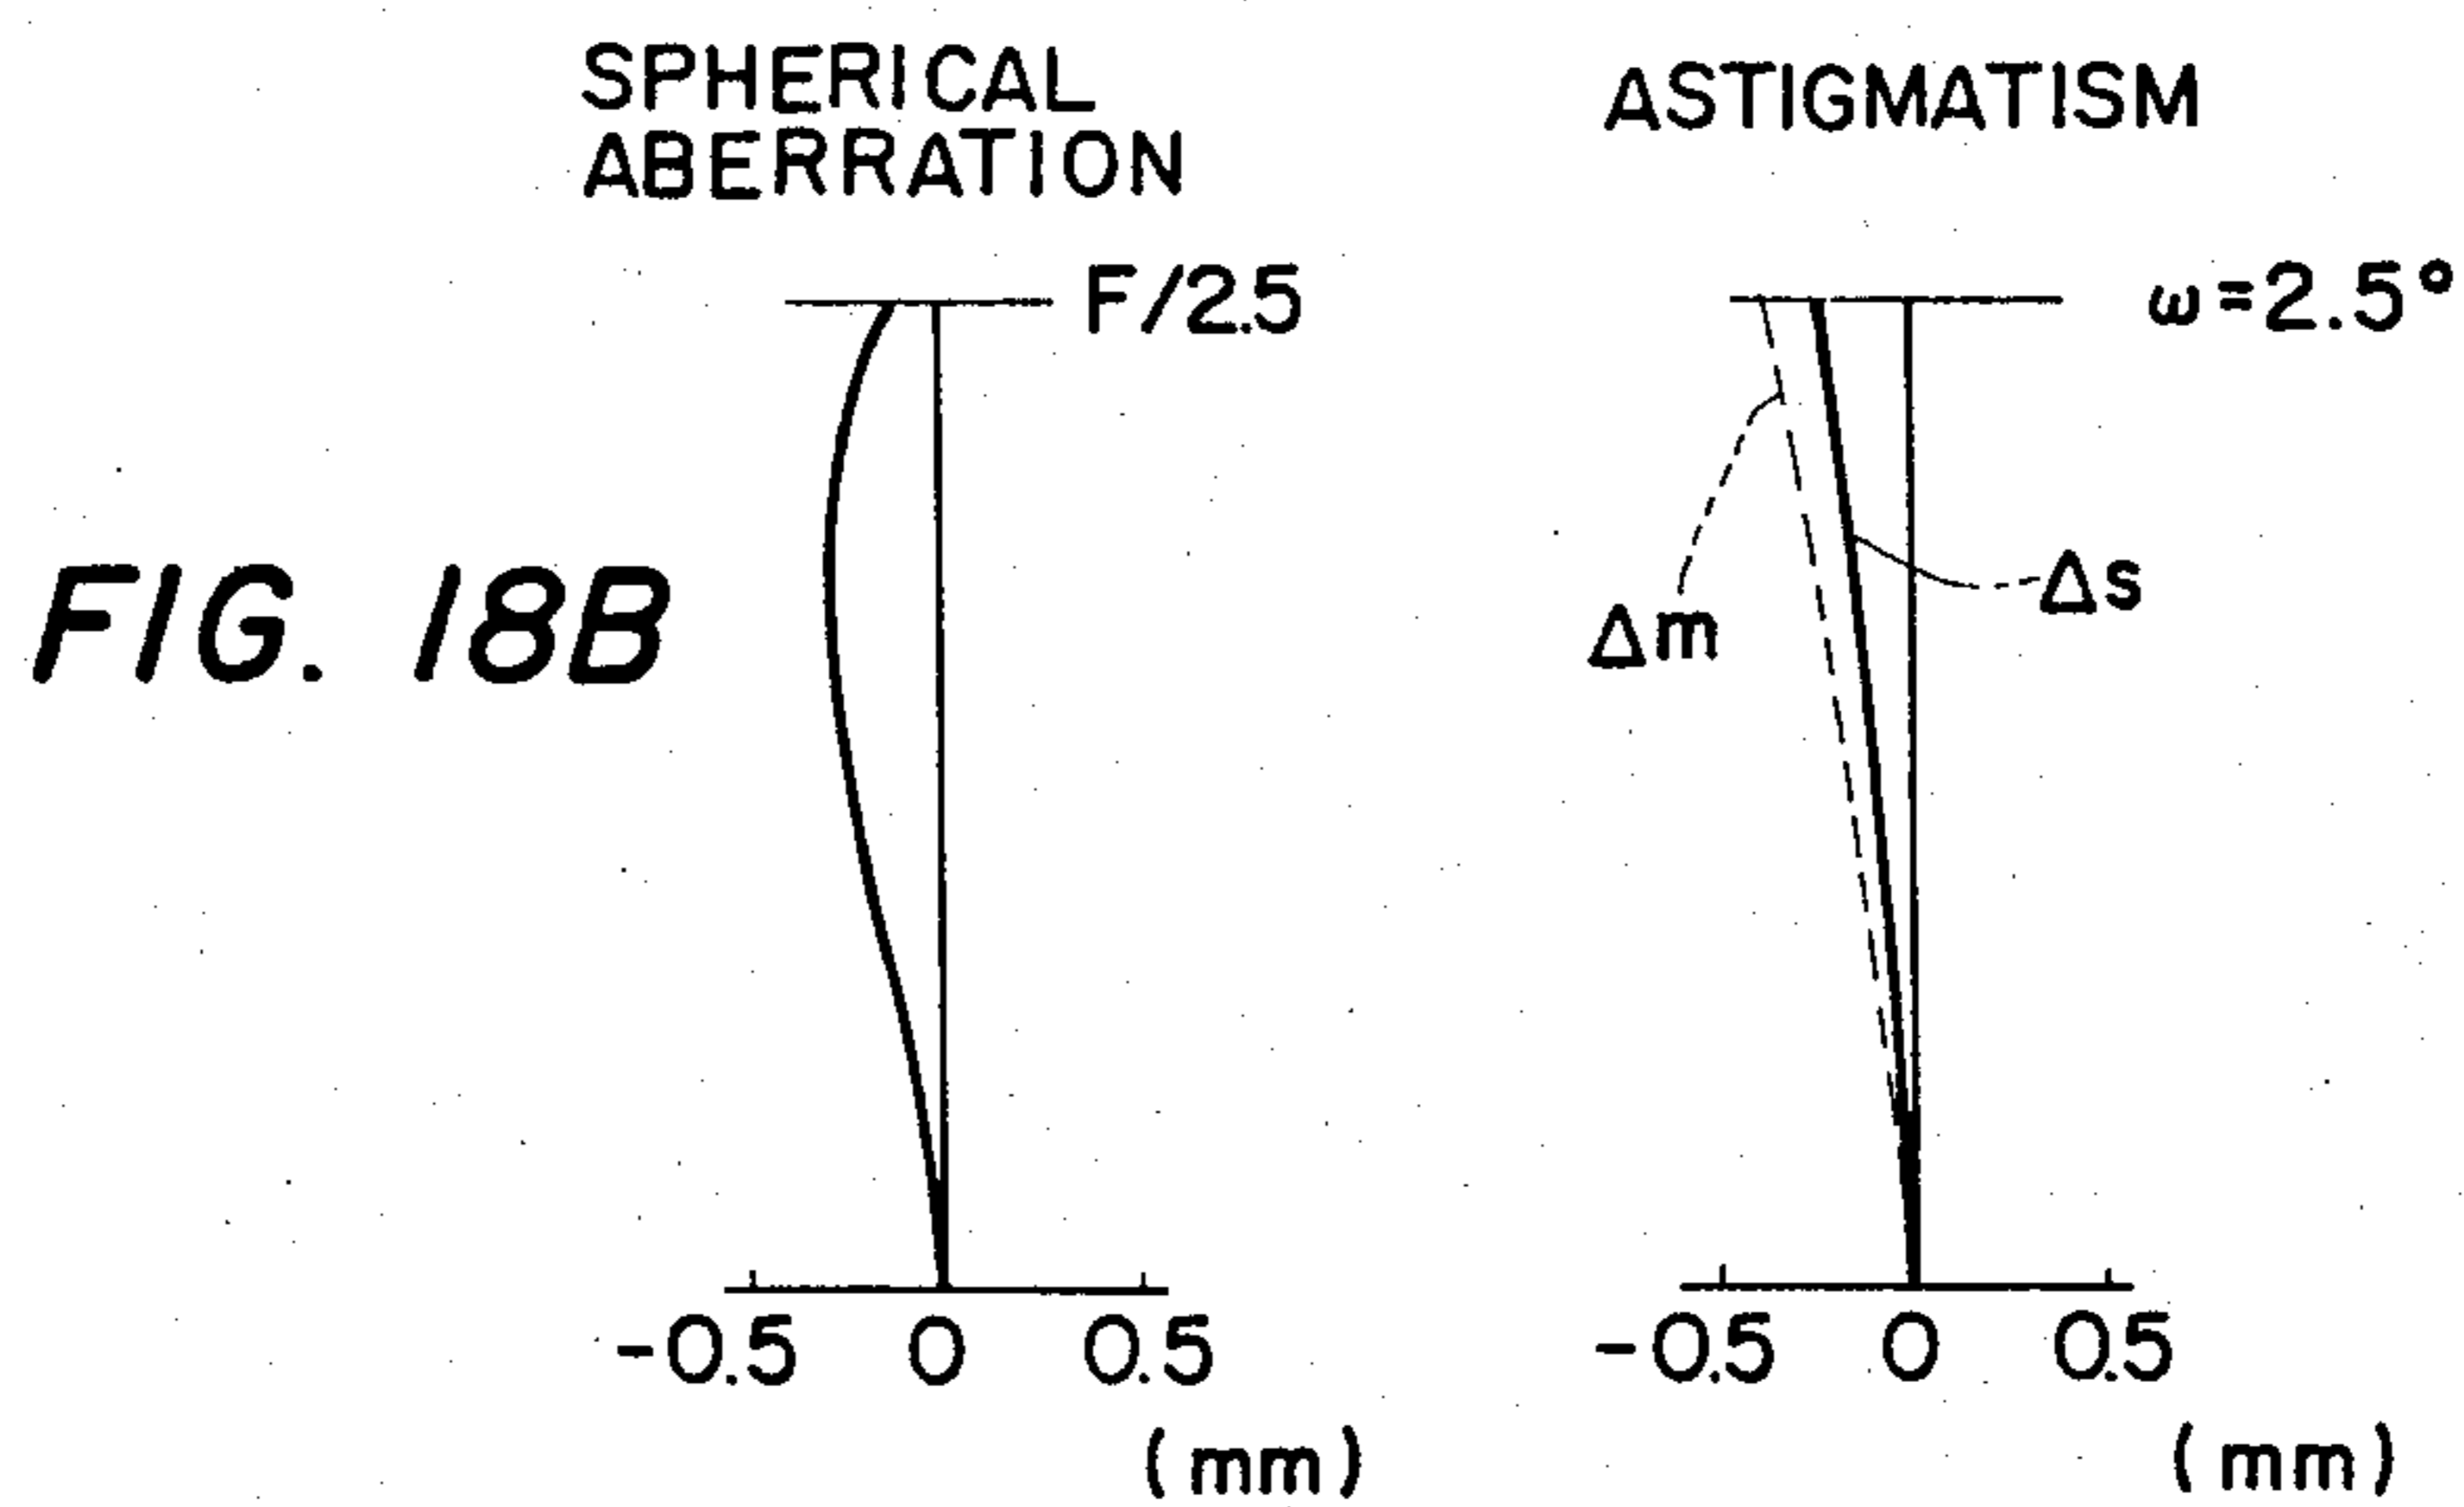 SPHERICAL
ABERRATION
F/2.5
-0.5 0 0.5
(mm)
FIG. 18B
ASTIGMATISM
ω=2.5°
Δm
Δs
-0.5 0 0.5
(mm)